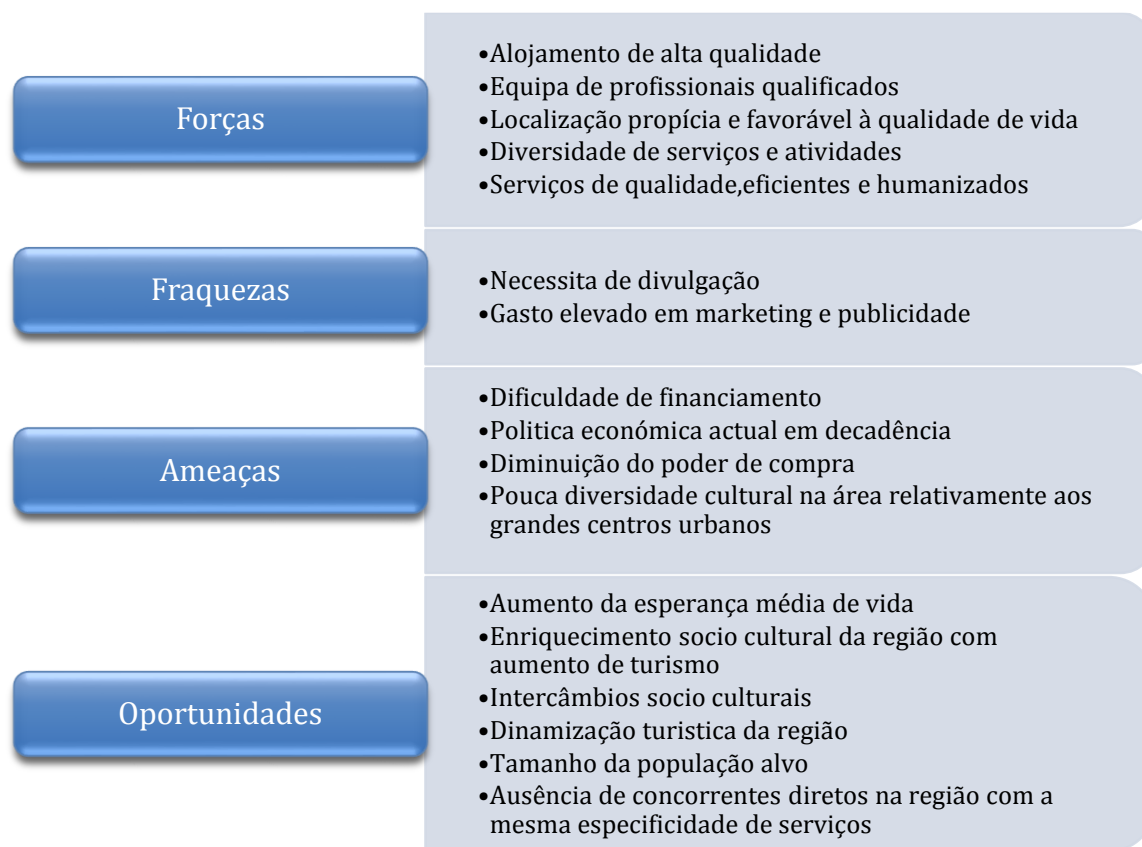 Forças
•Alojamento de alta qualidade
•Equipa de profissionais qualificados
•Localização propícia e favorável à qualidade de vida
•Diversidade de serviços e atividades
•Serviços de qualidade,eficientes e humanizados
Fraquezas
•Necessita de divulgação
•Gasto elevado em marketing e publicidade
Ameaças
•Dificuldade de financiamento
•Politica económica actual em decadência
•Diminuição do poder de compra
•Pouca diversidade cultural na área relativamente aos
grandes centros urbanos
Oportunidades
•Aumento da esperança média de vida
•Enriquecimento socio cultural da região com
aumento de turismo
•Intercâmbios socio culturais
•Dinamização turistica da região
•Tamanho da população alvo
•Ausência de concorrentes diretos na região com a
mesma especificidade de serviços